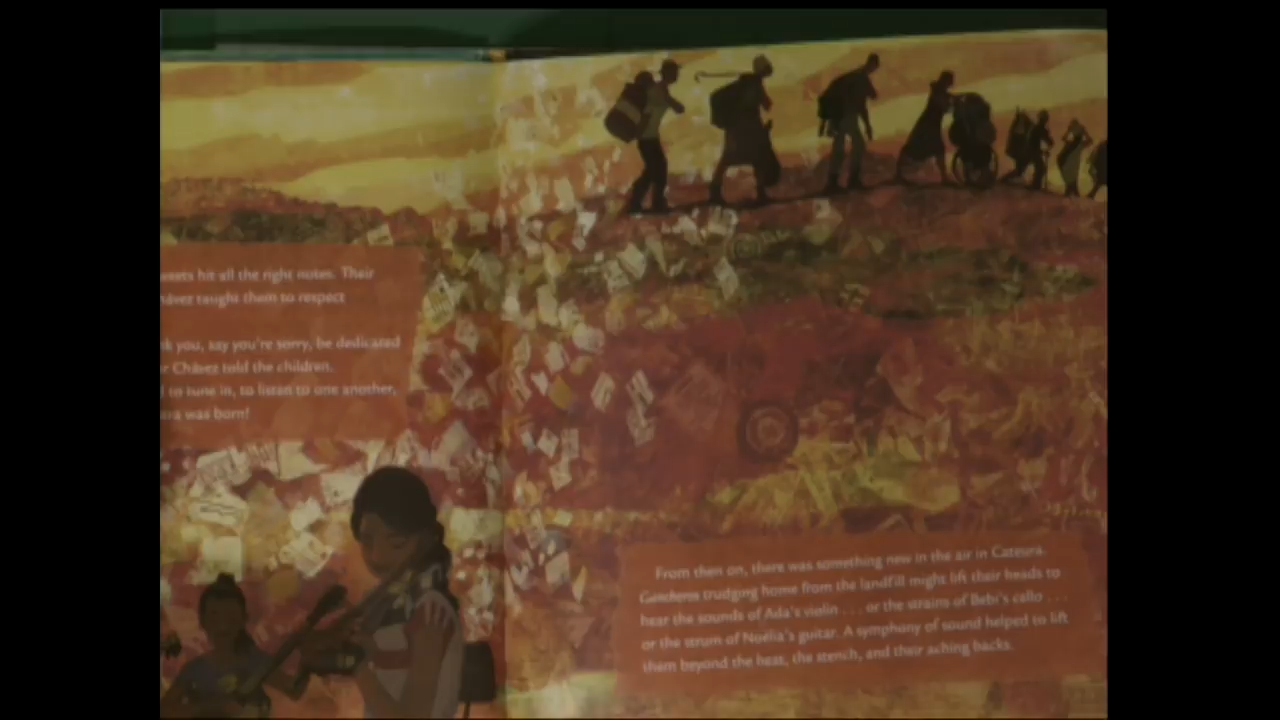 hit all the right notes. Their
taught them to respect
you, say you're sorry, be dedicated
Chávez told the children.
to tune in, to listen to one another,
was born!
From then on, there was something new in the air in Cateura.
Gancheros trudging home from the landfill might lift their heads to
hear the sounds of Ada's violin . . . or the strains of Bebi's cello . . .
or the strum of Noelia's guitar. A symphony of sound helped to lift
them beyond the heat, the stench, and their aching backs.